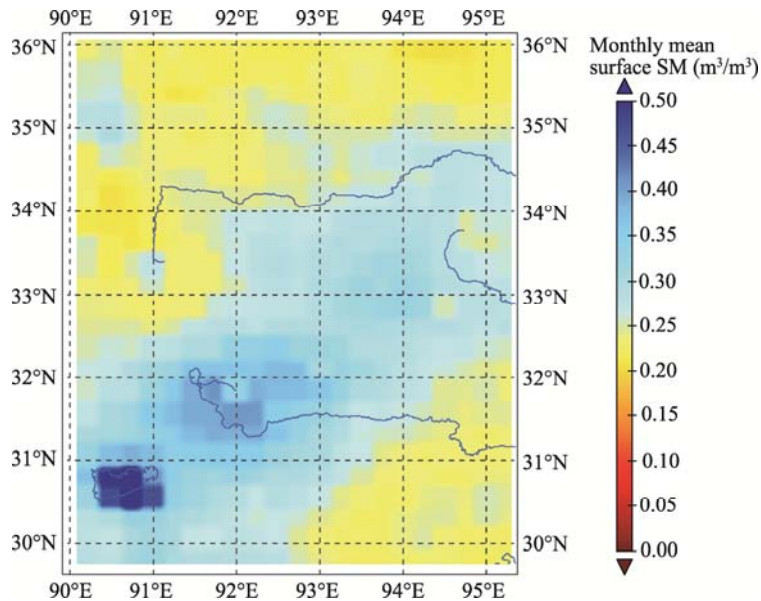 90°E 91°E 92°E 93°E 94°E 95°E
36°N 36°N
Monthly mean
surface SM (m³/m³)
35°N 35°N
34°N 34°N
33°N 33°N
32°N 32°N
31°N 31°N
30°N 30°N
90°E 91°E 92°E 93°E 94°E 95°E
0.50
0.45
0.40
0.35
0.30
0.25
0.20
0.15
0.10
0.05
0.00